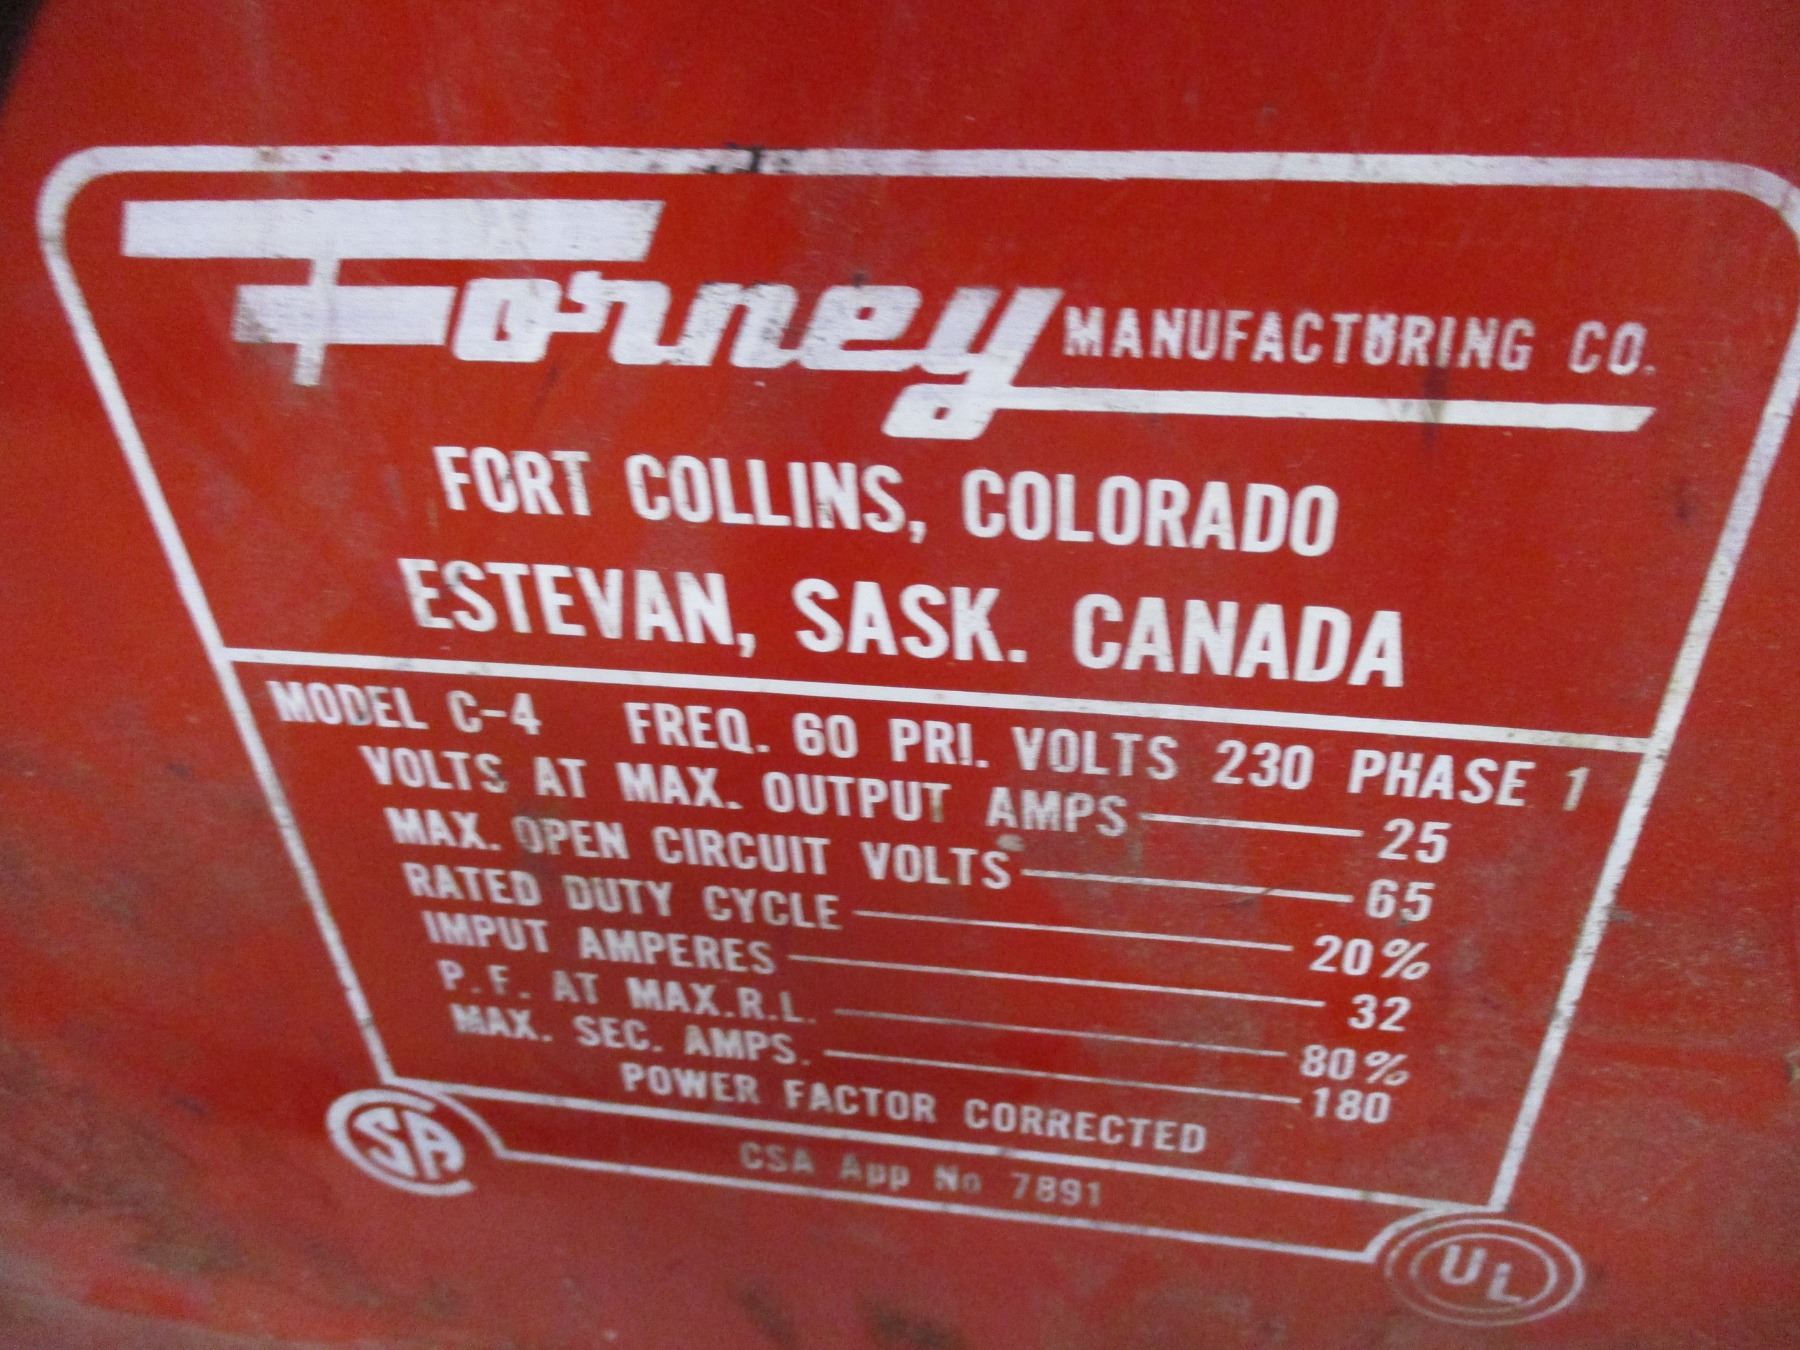 Forney MANUFACTURING CO.
FORT COLLINS, COLORADO
ESTEVAN, SASK. CANADA
MODEL C-4 FREQ. 60 PRI. VOLTS 230 PHASE 1
VOLTS AT MAX. OUTPUT AMPS 25
MAX. OPEN CIRCUIT VOLTS 65
RATED DUTY CYCLE 20%
IMPUT AMPERES 32
P.F. AT MAX.R.L. 80%
MAX. SEC. AMPS. 180
POWER FACTOR CORRECTED
CSA App No 7891
CSA
UL